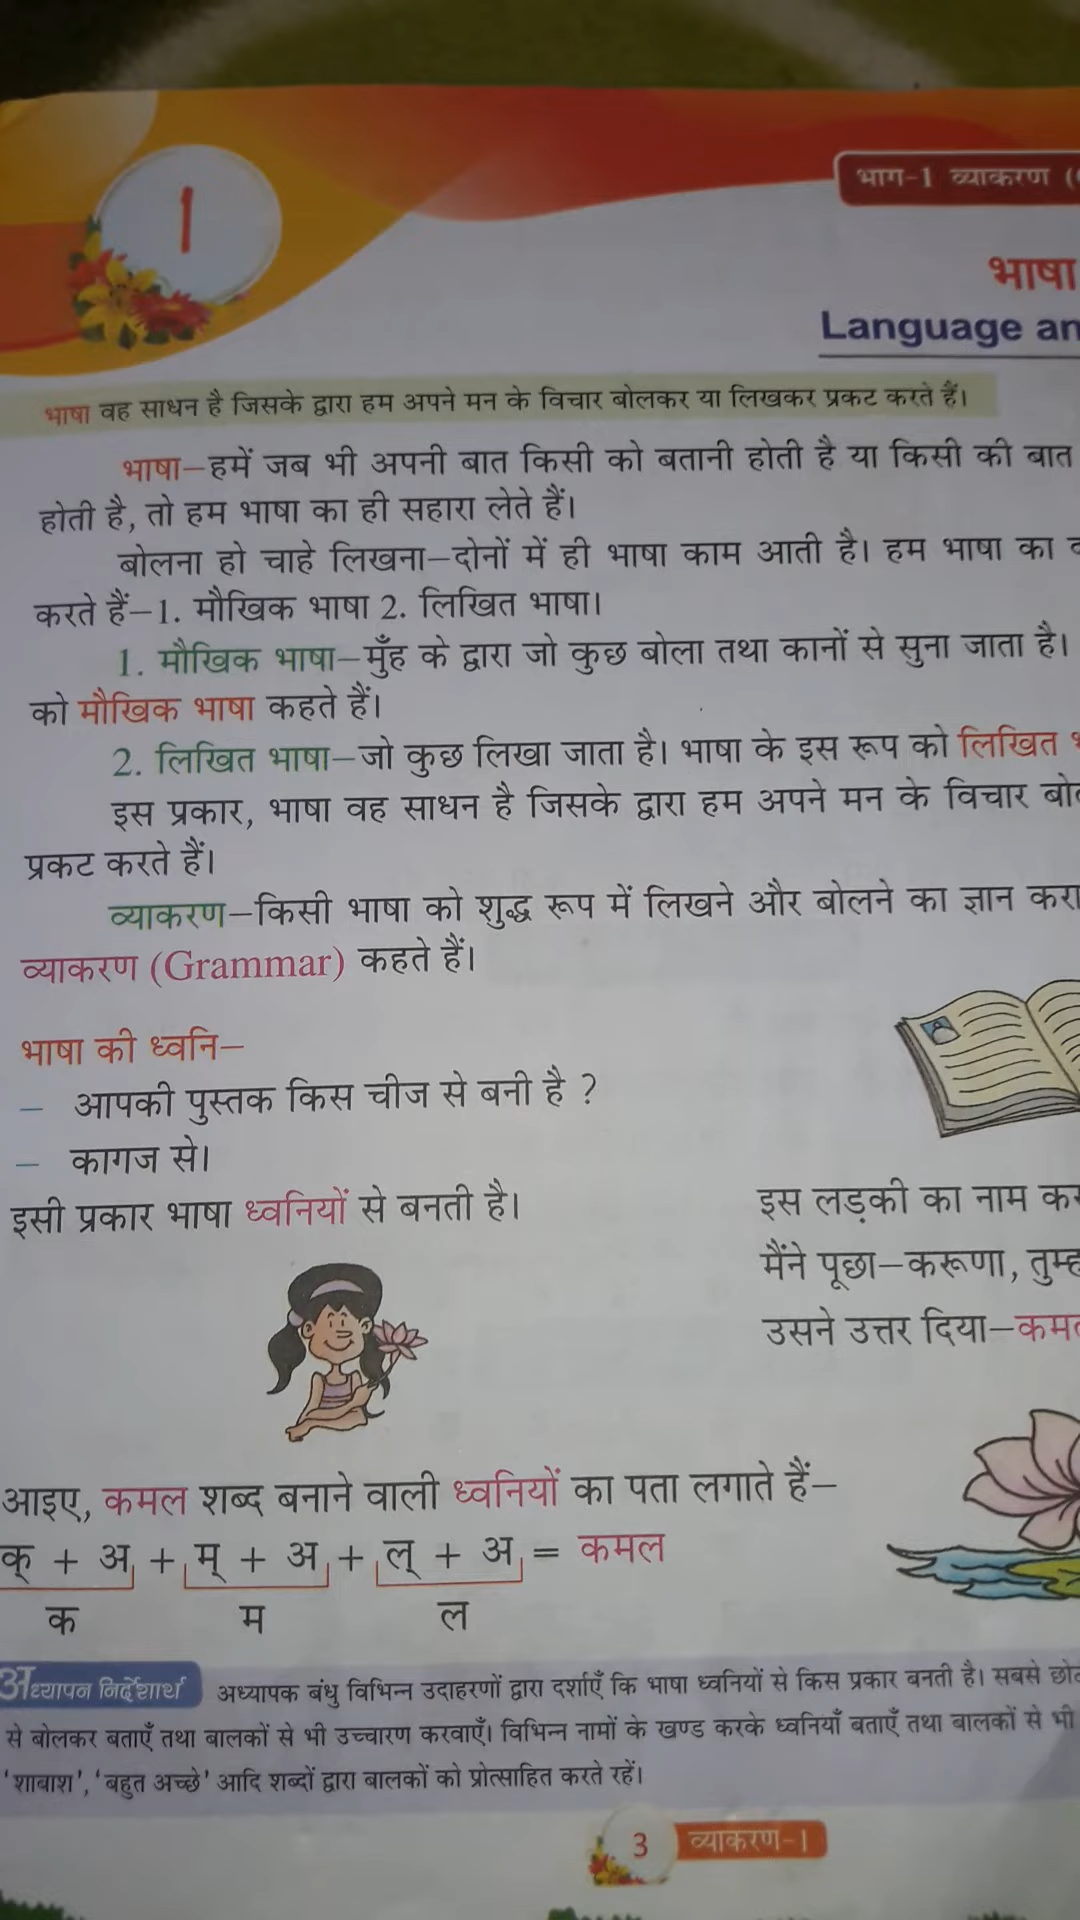 1
भाग-1 व्याकरण
भाषा
Language
भाषा वह साधन है जिसके द्वारा हम अपने मन के विचार बोलकर या लिखकर प्रकट करते हैं।
भाषा–हमें जब भी अपनी बात किसी को बतानी होती है या किसी की बात
होती है, तो हम भाषा का ही सहारा लेते हैं।
बोलना हो चाहे लिखना–दोनों में ही भाषा काम आती है। हम भाषा का
करते हैं–1. मौखिक भाषा 2. लिखित भाषा।
1. मौखिक भाषा–मुँह के द्वारा जो कुछ बोला तथा कानों से सुना जाता है।
को मौखिक भाषा कहते हैं।
2. लिखित भाषा–जो कुछ लिखा जाता है। भाषा के इस रूप को लिखित
इस प्रकार, भाषा वह साधन है जिसके द्वारा हम अपने मन के विचार
प्रकट करते हैं।
व्याकरण–किसी भाषा को शुद्ध रूप में लिखने और बोलने का ज्ञान
व्याकरण (Grammar) कहते हैं।
भाषा की ध्वनि–
– आपकी पुस्तक किस चीज से बनी है ?
– कागज से।
इसी प्रकार भाषा ध्वनियों से बनती है।
इस लड़की का नाम
मैंने पूछा–करूणा,
उसने उत्तर दिया–
आइए, कमल शब्द बनाने वाली ध्वनियों का पता लगाते हैं–
क् + अ + म् + अ + ल् + अ = कमल
क म ल
अध्यापन निर्देशार्थ अध्यापक बंधु विभिन्न उदाहरणों द्वारा दर्शाएँ कि भाषा ध्वनियों से किस प्रकार बनती है। सबसे
से बोलकर बताएँ तथा बालकों से भी उच्चारण करवाएँ। विभिन्न नामों के खण्ड करके ध्वनियाँ बताएँ तथा बालकों से भी
'शाबाश', 'बहुत अच्छे' आदि शब्दों द्वारा बालकों को प्रोत्साहित करते रहें।
3 व्याकरण-1